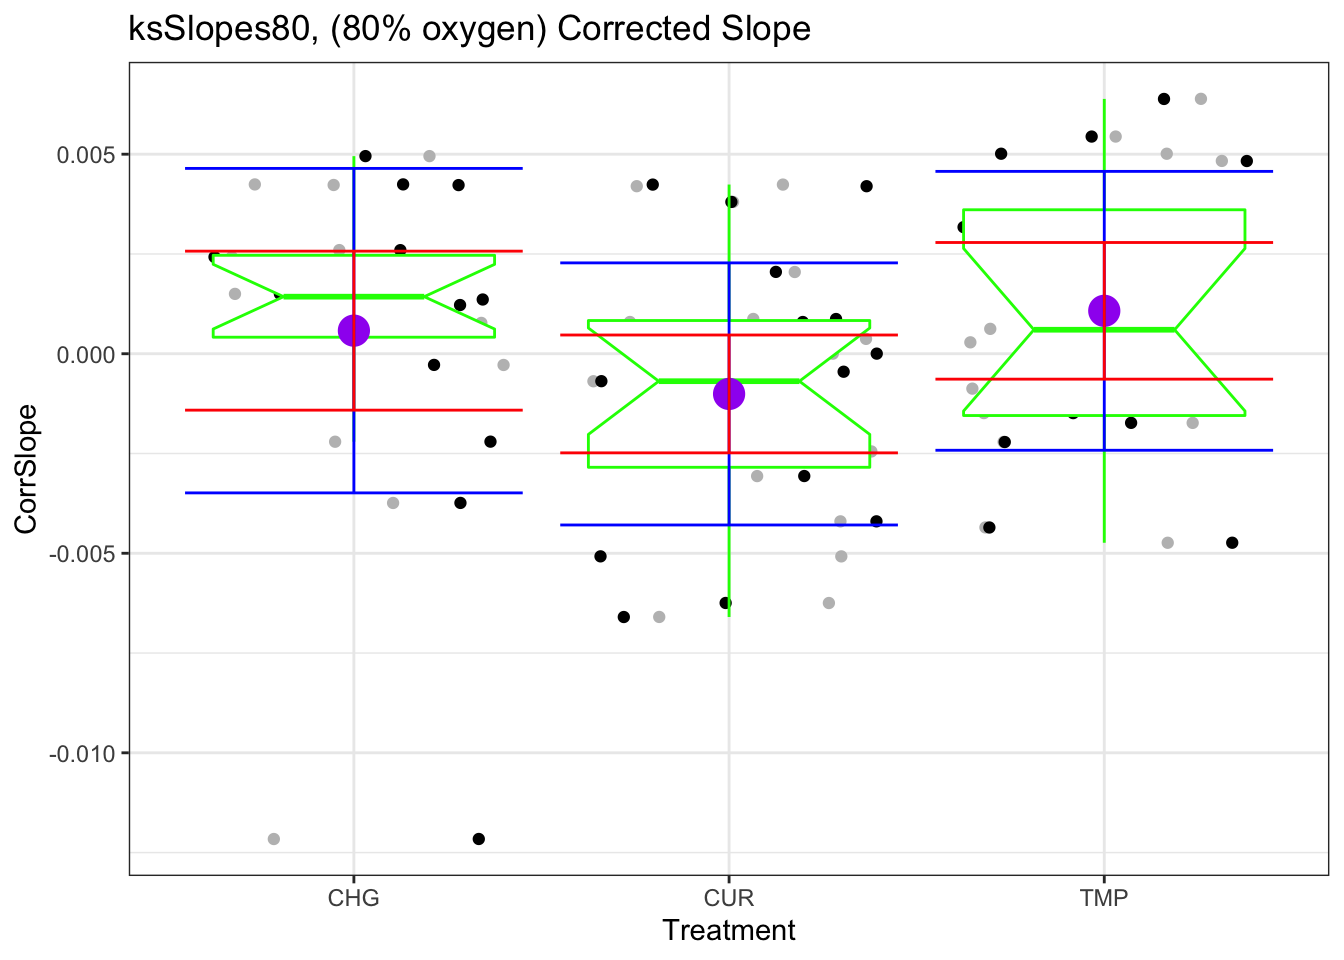 ksSlopes80, (80% oxygen) Corrected Slope
0.005
0.000
-0.005
-0.010
CorrSlope
CHG CUR TMP
Treatment